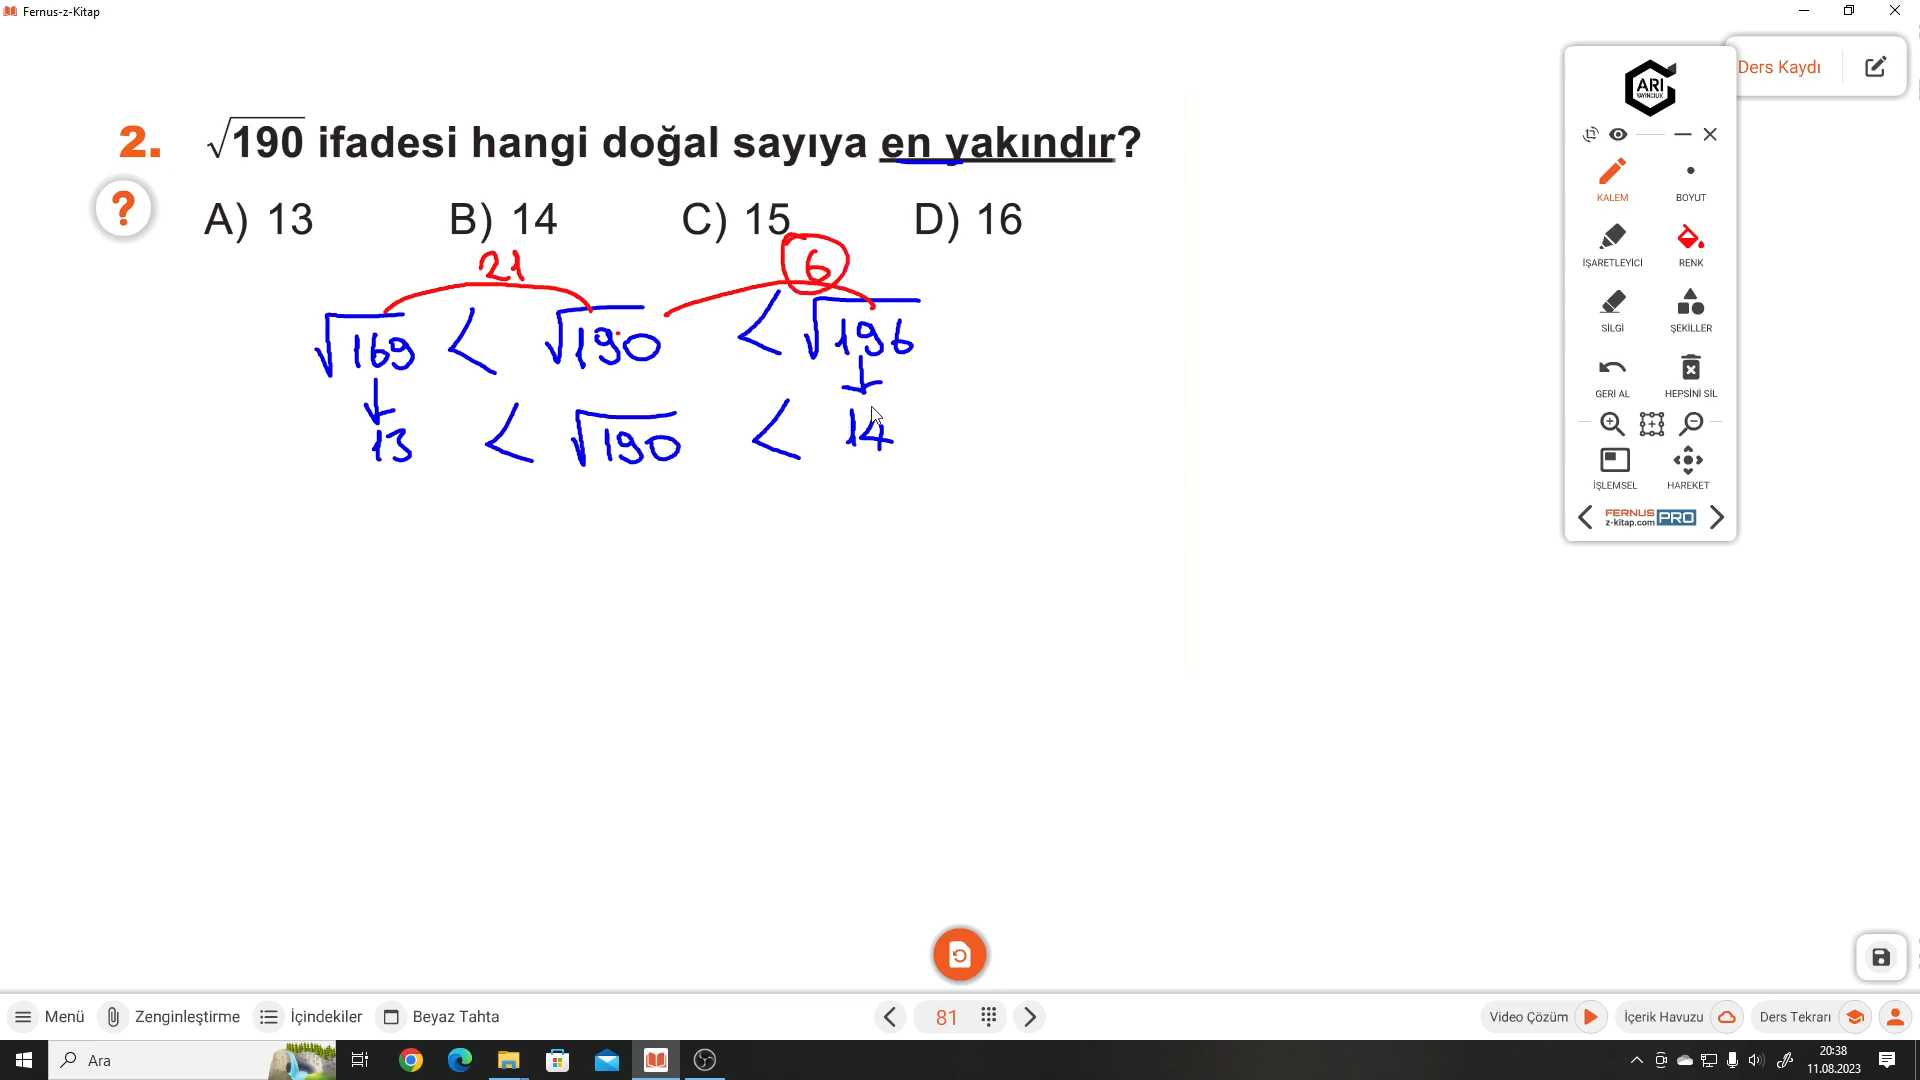 Fernus-z-Kitap
Ders Kaydı
ARI
YAYINCILIK
2. √190 ifadesi hangi doğal sayıya en yakındır?
?
A) 13 B) 14 C) 15 D) 16
21 6
√169 < √190 < √196
13 < √190 < 14
KALEM BOYUT
İŞARETLEYİCİ RENK
SİLGİ ŞEKİLLER
GERİ AL HEPSİNİ SİL
İŞLEMSEL HAREKET
FERNUS
z-kitap.com PRO
Menü Zenginleştirme İçindekiler Beyaz Tahta 81 Video Çözüm İçerik Havuzu Ders Tekrarı
Ara
20:38
11.08.2023